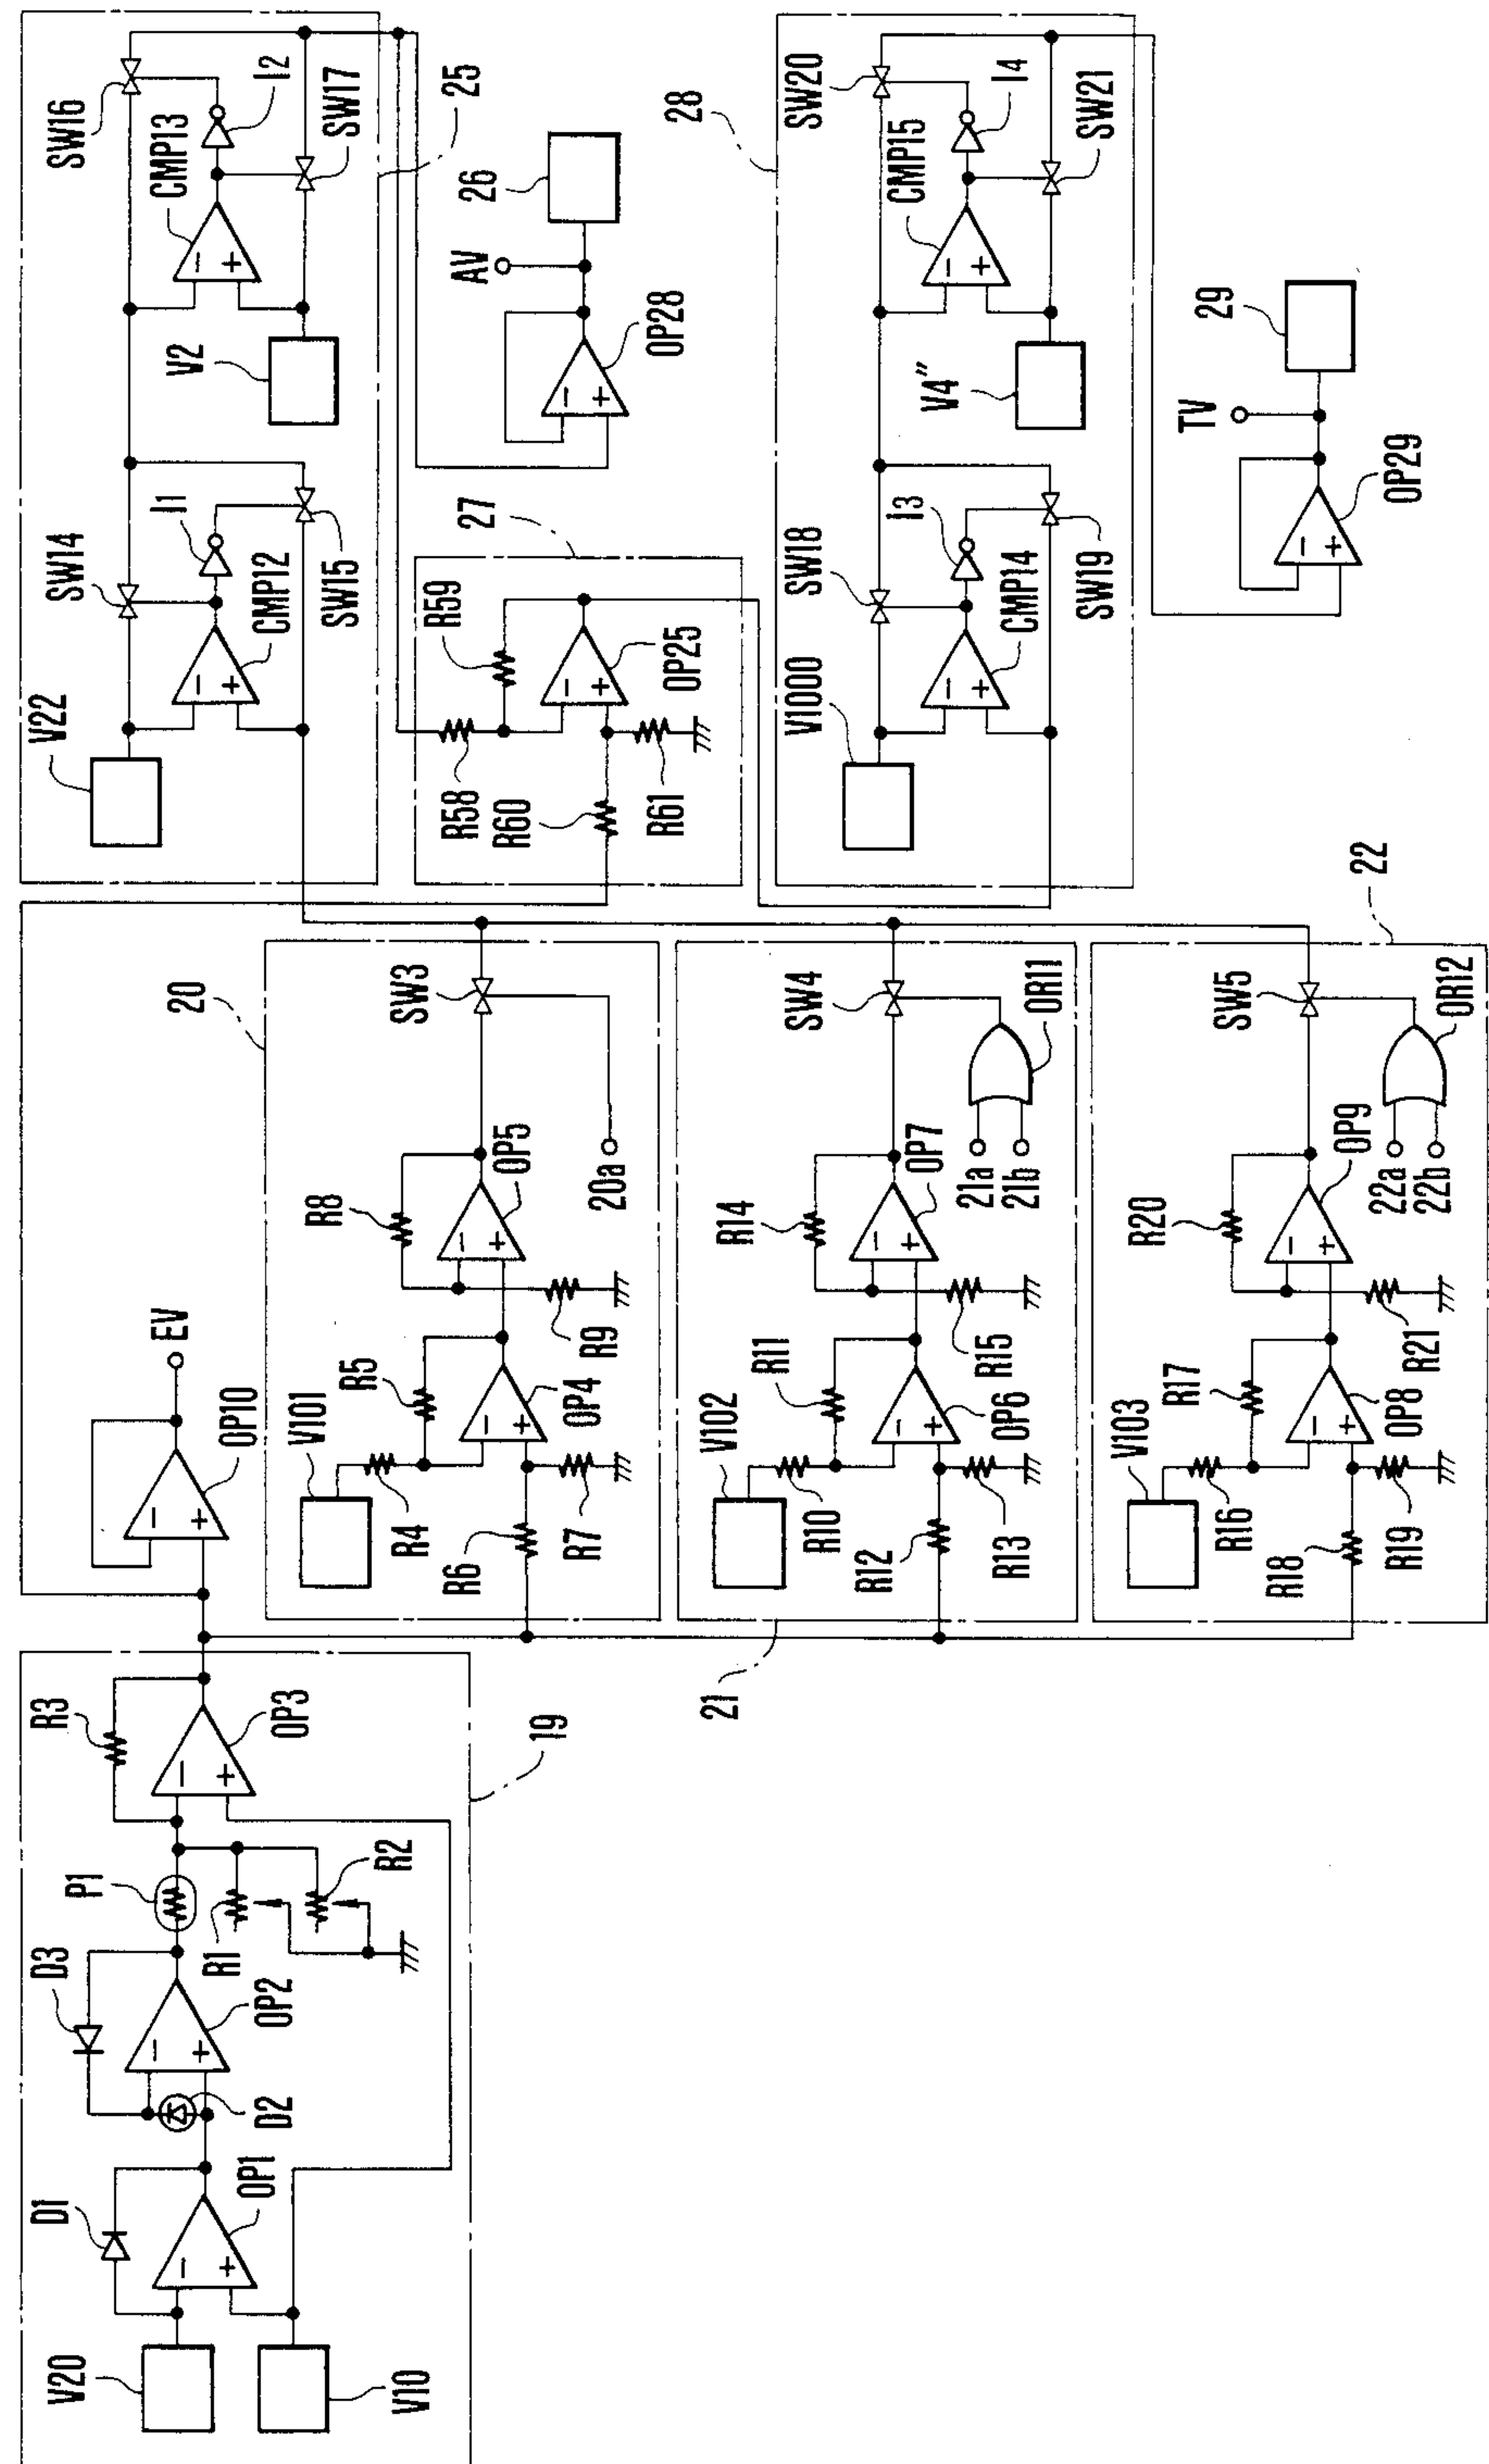 V20
V10
D1
OP1
D2
D3
OP2
P1
R1
R2
R3
OP3
19
EV
OP10
20
V101
R4
R5
R6
R7
OP4
R8
R9
OP5
SW3
20a
21
V102
R10
R11
R12
R13
OP6
R14
R15
OP7
SW4
21a
21b
OR11
22
V103
R16
R17
R18
R19
OP8
R20
R21
OP9
SW5
22a
22b
OR12
V22
SW14
I1
CMP12
SW15
V2
SW16
CMP13
I2
SW17
25
27
R58
R59
R60
R61
OP25
AV
26
OP28
28
V1000
SW18
I3
CMP14
SW19
V4"
SW20
CMP15
I4
SW21
TV
29
OP29
− + − + − + − + − + − + − + − + − + − + − + − + − + − + − + − + − +